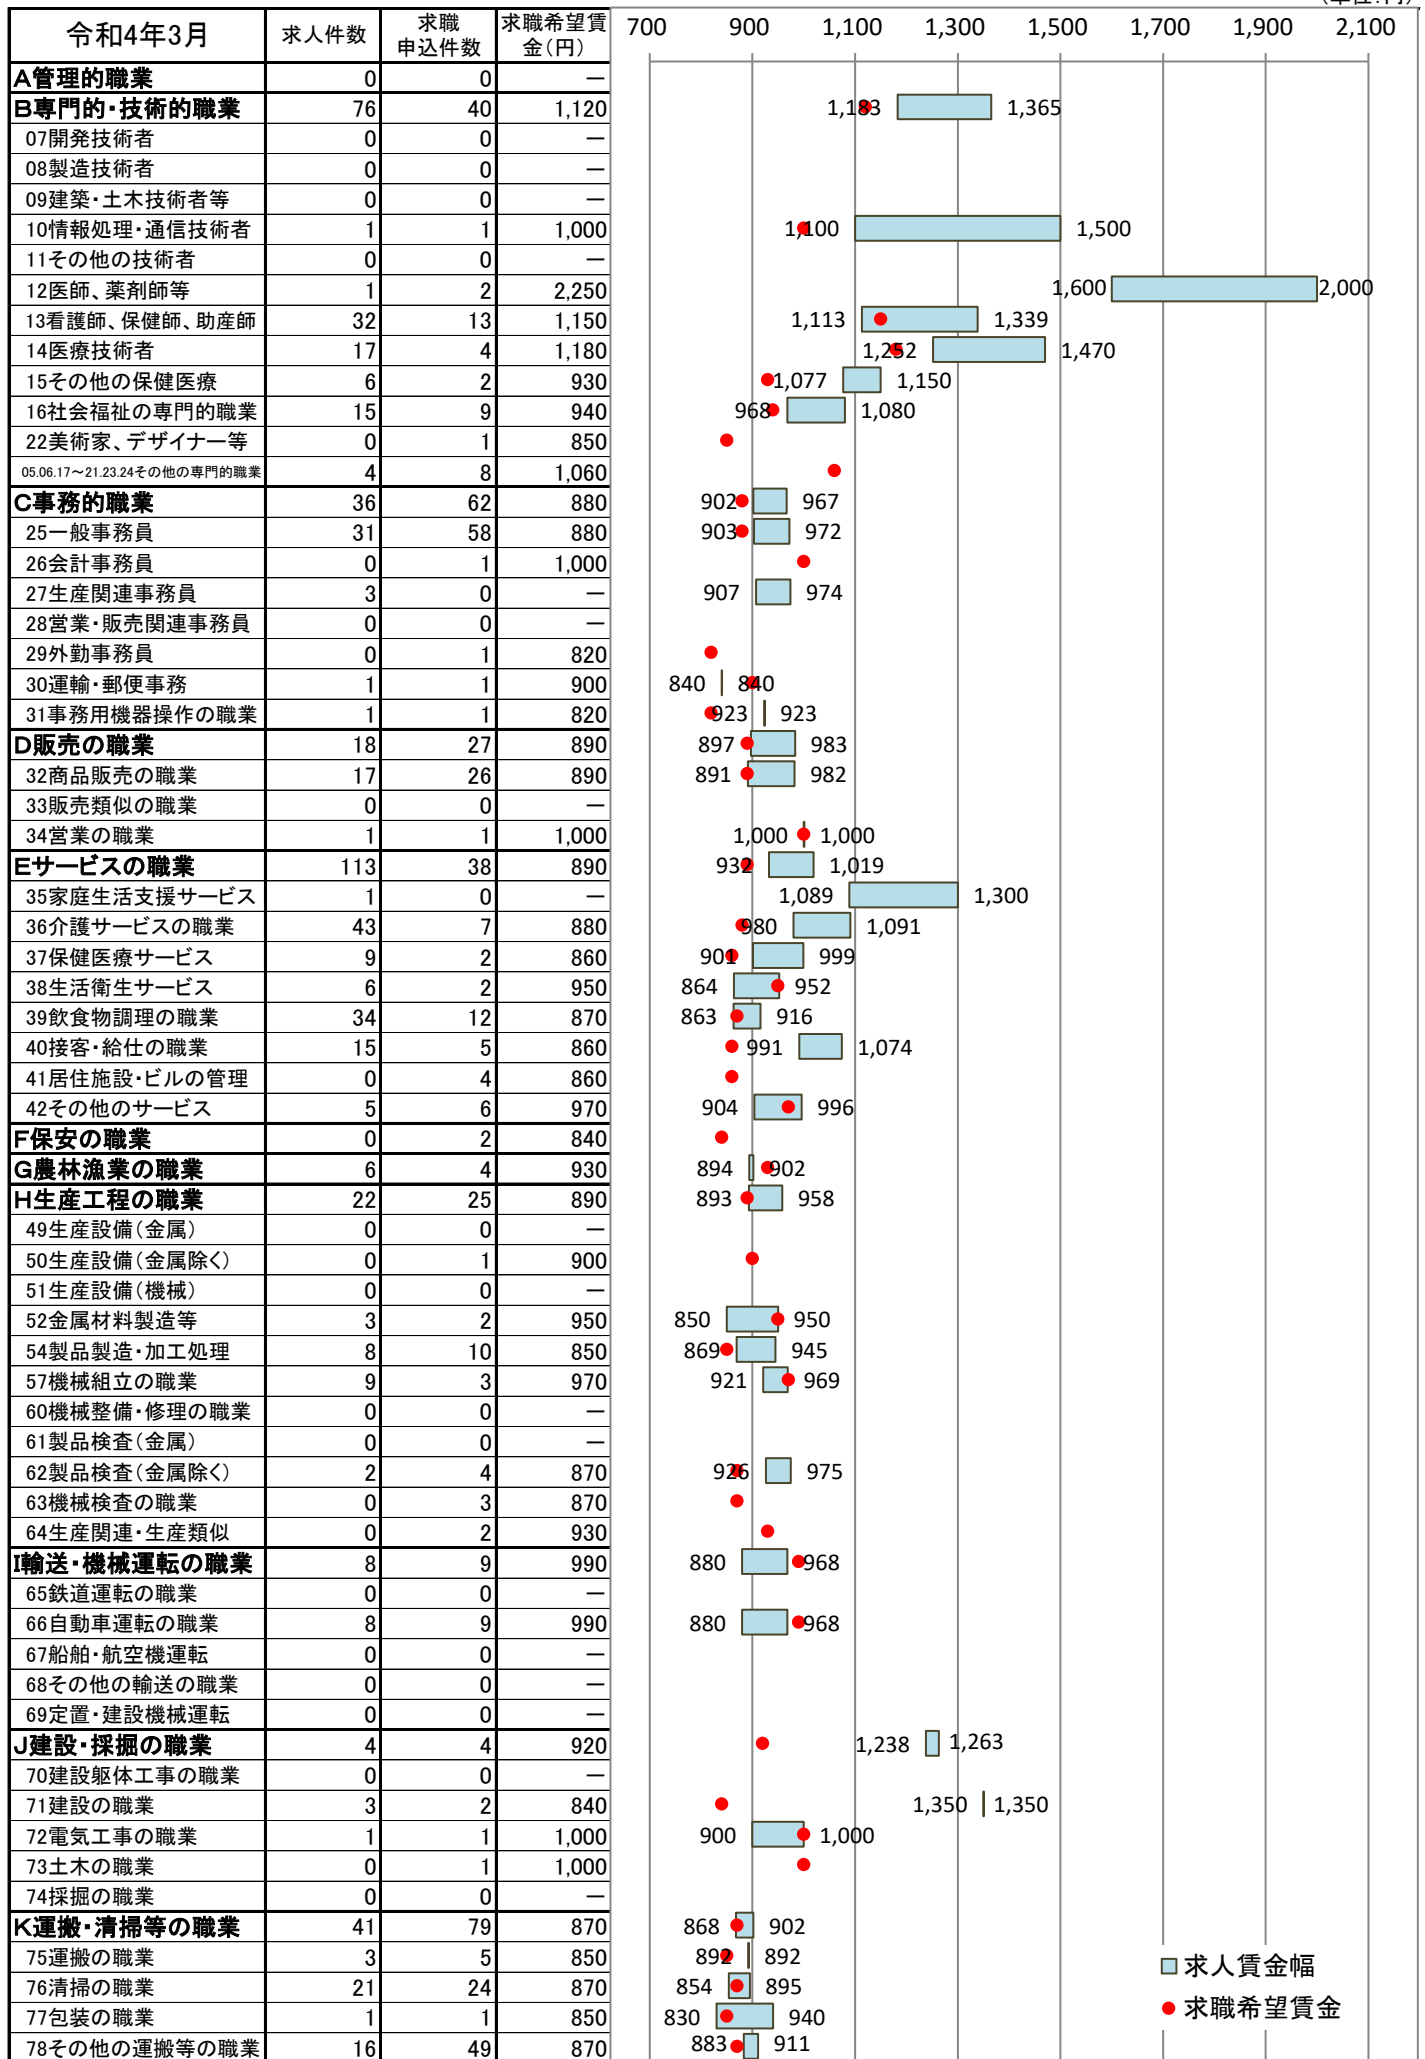 令和4年3月 求人件数 求職申込件数 求職希望賃金(円) 700 900 1,100 1,300 1,500 1,700 1,900 2,100
A管理的職業 0 0 －
B専門的・技術的職業 76 40 1,120 1,183 1,365
07開発技術者 0 0 －
08製造技術者 0 0 －
09建築・土木技術者等 0 0 －
10情報処理・通信技術者 1 1 1,000 1,100 1,500
11その他の技術者 0 0 －
12医師、薬剤師等 1 2 2,250 1,600 2,000
13看護師、保健師、助産師 32 13 1,150 1,113 1,339
14医療技術者 17 4 1,180 1,252 1,470
15その他の保健医療 6 2 930 1,077 1,150
16社会福祉の専門的職業 15 9 940 968 1,080
22美術家、デザイナー等 0 1 850
05.06.17～21.23.24その他の専門的職業 4 8 1,060
C事務的職業 36 62 880 902 967
25一般事務員 31 58 880 903 972
26会計事務員 0 1 1,000
27生産関連事務員 3 0 － 907 974
28営業・販売関連事務員 0 0 －
29外勤事務員 0 1 820
30運輸・郵便事務 1 1 900 840 840
31事務用機器操作の職業 1 1 820 923 923
D販売の職業 18 27 890 897 983
32商品販売の職業 17 26 890 891 982
33販売類似の職業 0 0 －
34営業の職業 1 1 1,000 1,000 1,000
Eサービスの職業 113 38 890 932 1,019
35家庭生活支援サービス 1 0 － 1,089 1,300
36介護サービスの職業 43 7 880 980 1,091
37保健医療サービス 9 2 860 901 999
38生活衛生サービス 6 2 950 864 952
39飲食物調理の職業 34 12 870 863 916
40接客・給仕の職業 15 5 860 991 1,074
41居住施設・ビルの管理 0 4 860
42その他のサービス 5 6 970 904 996
F保安の職業 0 2 840
G農林漁業の職業 6 4 930 894 902
H生産工程の職業 22 25 890 893 958
49生産設備(金属) 0 0 －
50生産設備(金属除く) 0 1 900
51生産設備(機械) 0 0 －
52金属材料製造等 3 2 950 850 950
54製品製造・加工処理 8 10 850 869 945
57機械組立の職業 9 3 970 921 969
60機械整備・修理の職業 0 0 －
61製品検査(金属) 0 0 －
62製品検査(金属除く) 2 4 870 926 975
63機械検査の職業 0 3 870
64生産関連・生産類似 0 2 930
I輸送・機械運転の職業 8 9 990 880 968
65鉄道運転の職業 0 0 －
66自動車運転の職業 8 9 990 880 968
67船舶・航空機運転 0 0 －
68その他の輸送の職業 0 0 －
69定置・建設機械運転 0 0 －
J建設・採掘の職業 4 4 920 1,238 1,263
70建設躯体工事の職業 0 0 －
71建設の職業 3 2 840 1,350 1,350
72電気工事の職業 1 1 1,000 900 1,000
73土木の職業 0 1 1,000
74採掘の職業 0 0 －
K運搬・清掃等の職業 41 79 870 868 902
75運搬の職業 3 5 850 892 892
76清掃の職業 21 24 870 854 895
77包装の職業 1 1 850 830 940
78その他の運搬等の職業 16 49 870 883 911
求人賃金幅
求職希望賃金